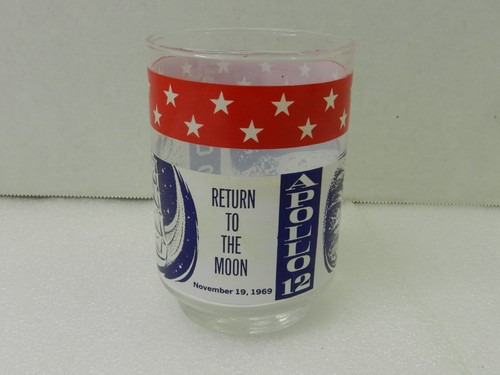 RETURN
TO
THE
MOON
November 19, 1969
APOLLO 12